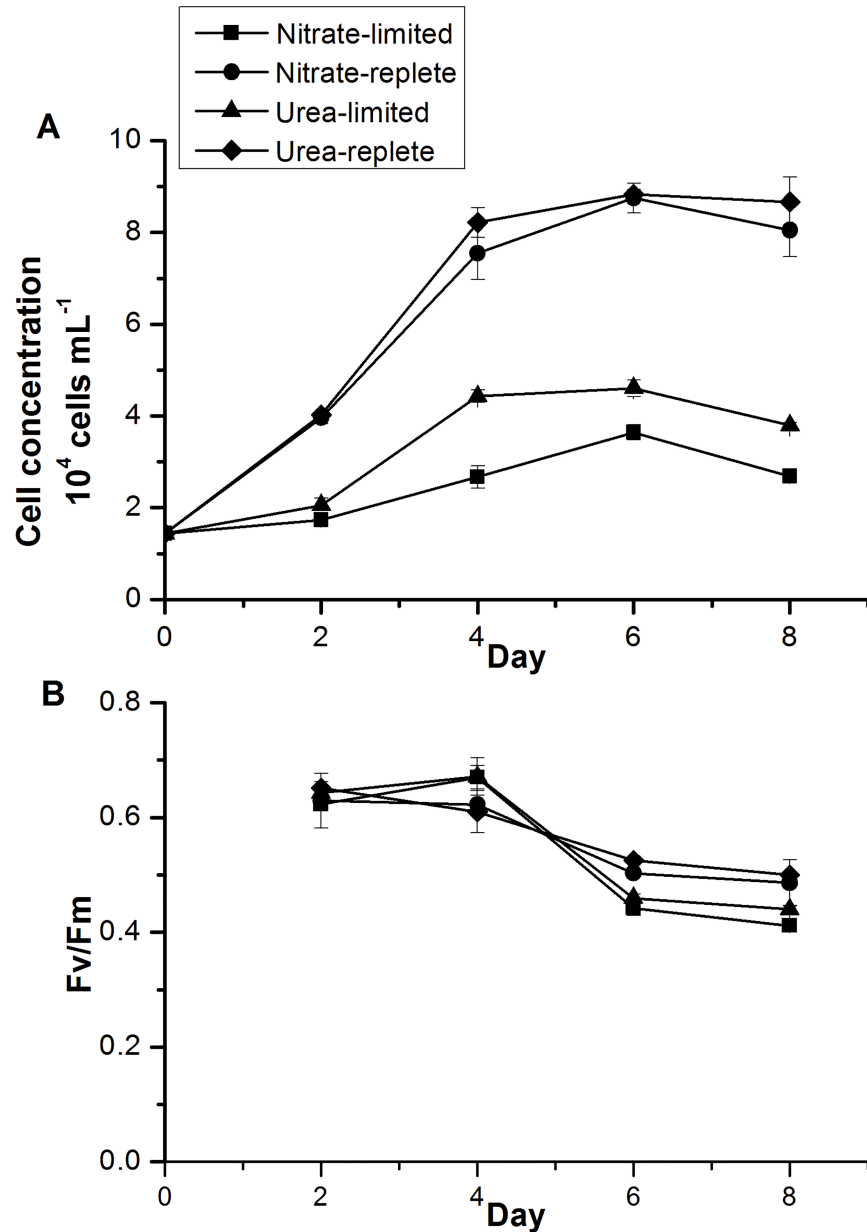 Nitrate-limited
Nitrate-replete
Urea-limited
Urea-replete
A
10
8
6
4
2
0
Cell concentration
10⁴ cells mL⁻¹
0 2 4 6 8
Day
B
0.8
0.6
0.4
0.2
0.0
Fv/Fm
0 2 4 6 8
Day